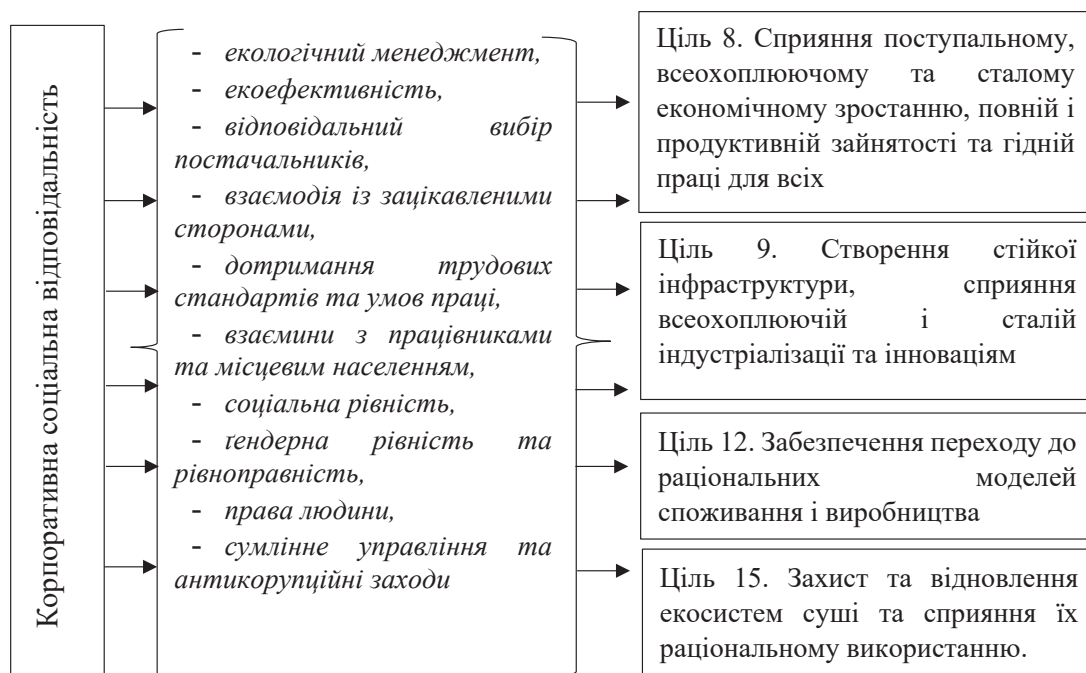 Корпоративна соціальна відповідальність
- екологічний менеджмент,
- екоефективність,
- відповідальний вибір
постачальників,
- взаємодія із зацікавленими
сторонами,
- дотримання трудових
стандартів та умов праці,
- взаємини з працівниками
та місцевим населенням,
- соціальна рівність,
- ґендерна рівність та
рівноправність,
- права людини,
- сумлінне управління та
антикорупційні заходи
Ціль 8. Сприяння поступальному,
всеохоплюючому та сталому
економічному зростанню, повній і
продуктивній зайнятості та гідній
праці для всіх
Ціль 9. Створення стійкої
інфраструктури, сприяння
всеохоплюючій і сталій
індустріалізації та інноваціям
Ціль 12. Забезпечення переходу до
раціональних моделей
споживання і виробництва
Ціль 15. Захист та відновлення
екосистем суші та сприяння їх
раціональному використанню.